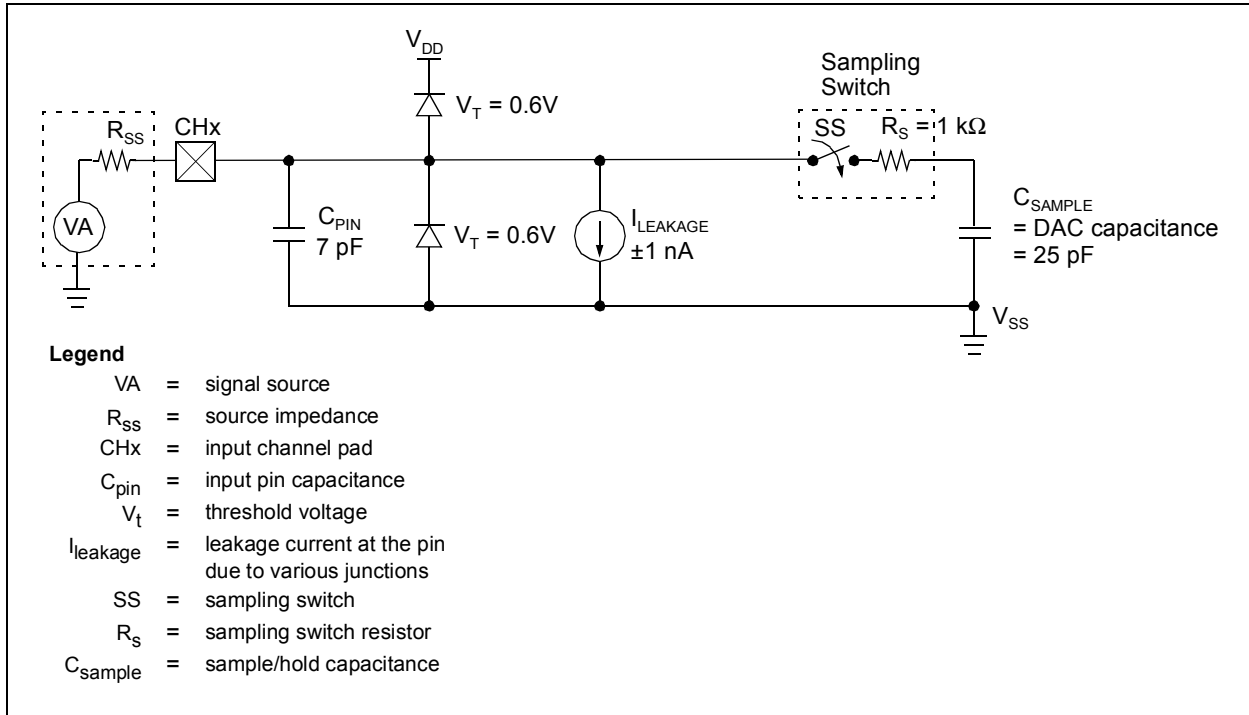 V_DD
V_T = 0.6V
Sampling
Switch
R_SS
CHx
SS
R_S = 1 kΩ
VA
C_PIN
7 pF
V_T = 0.6V
I_LEAKAGE
±1 nA
C_SAMPLE
= DAC capacitance
= 25 pF
V_SS
Legend
VA = signal source
R_ss = source impedance
CHx = input channel pad
C_pin = input pin capacitance
V_t = threshold voltage
I_leakage = leakage current at the pin
due to various junctions
SS = sampling switch
R_s = sampling switch resistor
C_sample = sample/hold capacitance